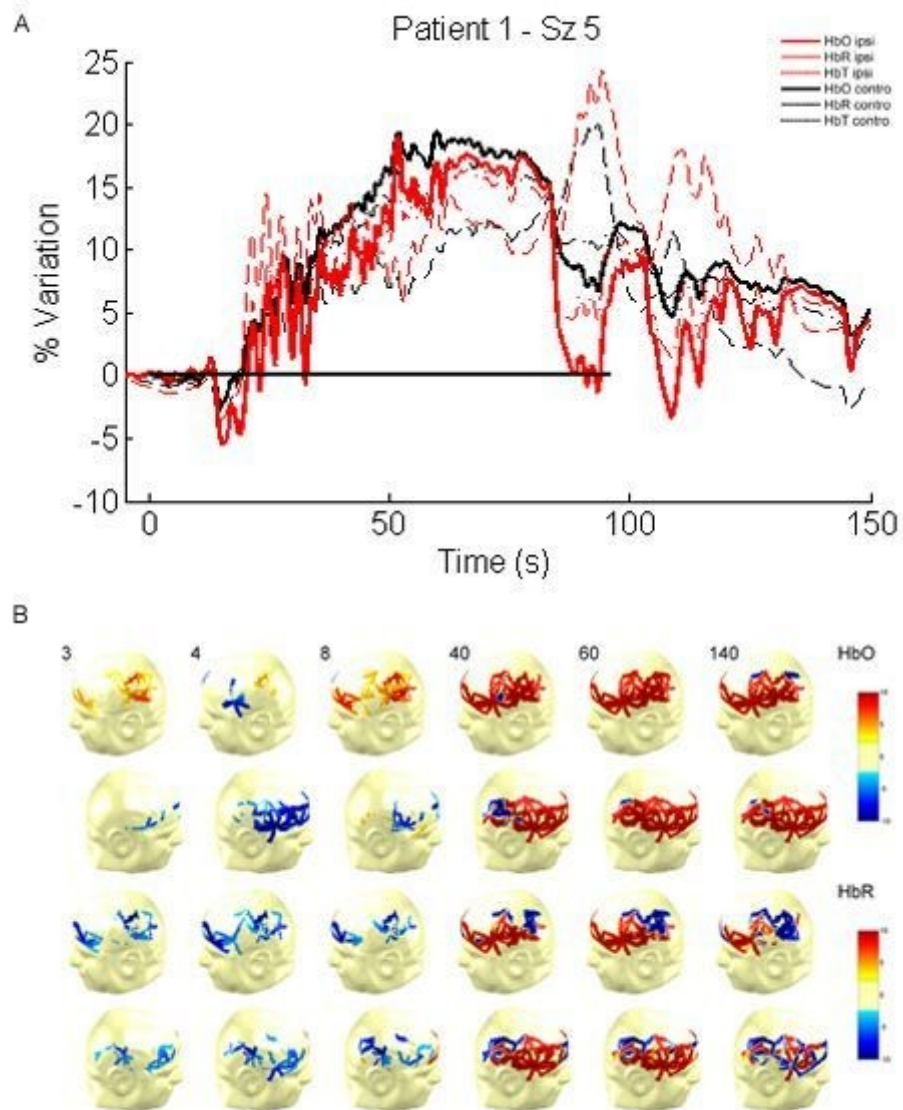 A
Patient 1 - Sz 5
HbO ipsi
HbR ipsi
HbT ipsi
HbO contro
HbR contro
HbT contro
25
20
15
10
5
0
-5
-10
% Variation
0 50 100 150
Time (s)
B
3 4 8 40 60 140 HbO
HbR